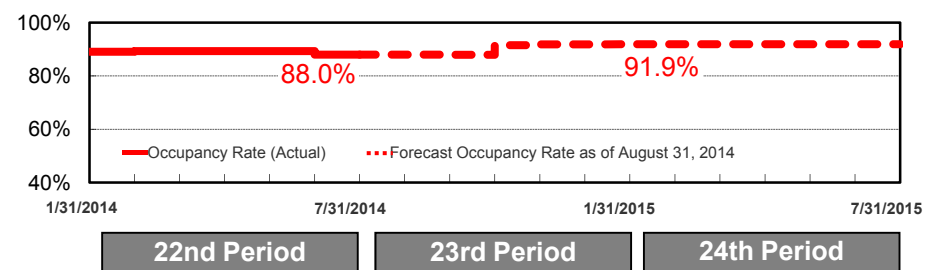 100%
80%
60%
40%
88.0%
91.9%
Occupancy Rate (Actual)
Forecast Occupancy Rate as of August 31, 2014
1/31/2014
7/31/2014
1/31/2015
7/31/2015
22nd Period
23rd Period
24th Period